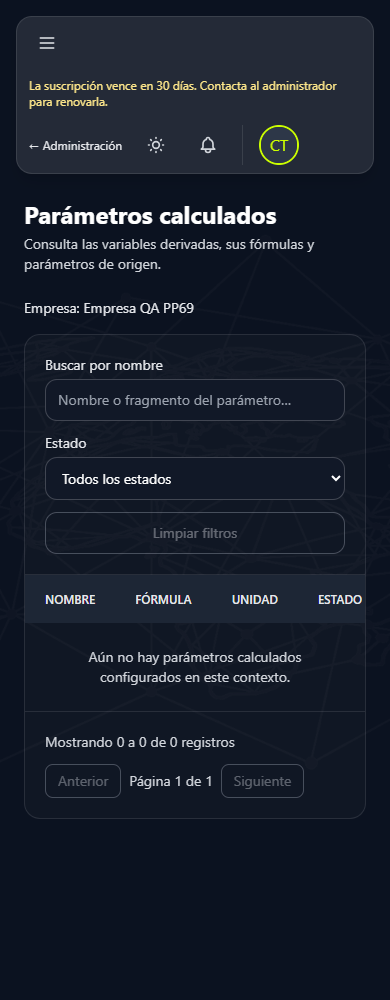 La suscripción vence en 30 días. Contacta al administrador
para renovarla.
← Administración
CT
Parámetros calculados
Consulta las variables derivadas, sus fórmulas y
parámetros de origen.
Empresa: Empresa QA PP69
Buscar por nombre
Nombre o fragmento del parámetro...
Estado
Todos los estados
Limpiar filtros
NOMBRE FÓRMULA UNIDAD ESTADO
Aún no hay parámetros calculados
configurados en este contexto.
Mostrando 0 a 0 de 0 registros
Anterior Página 1 de 1 Siguiente